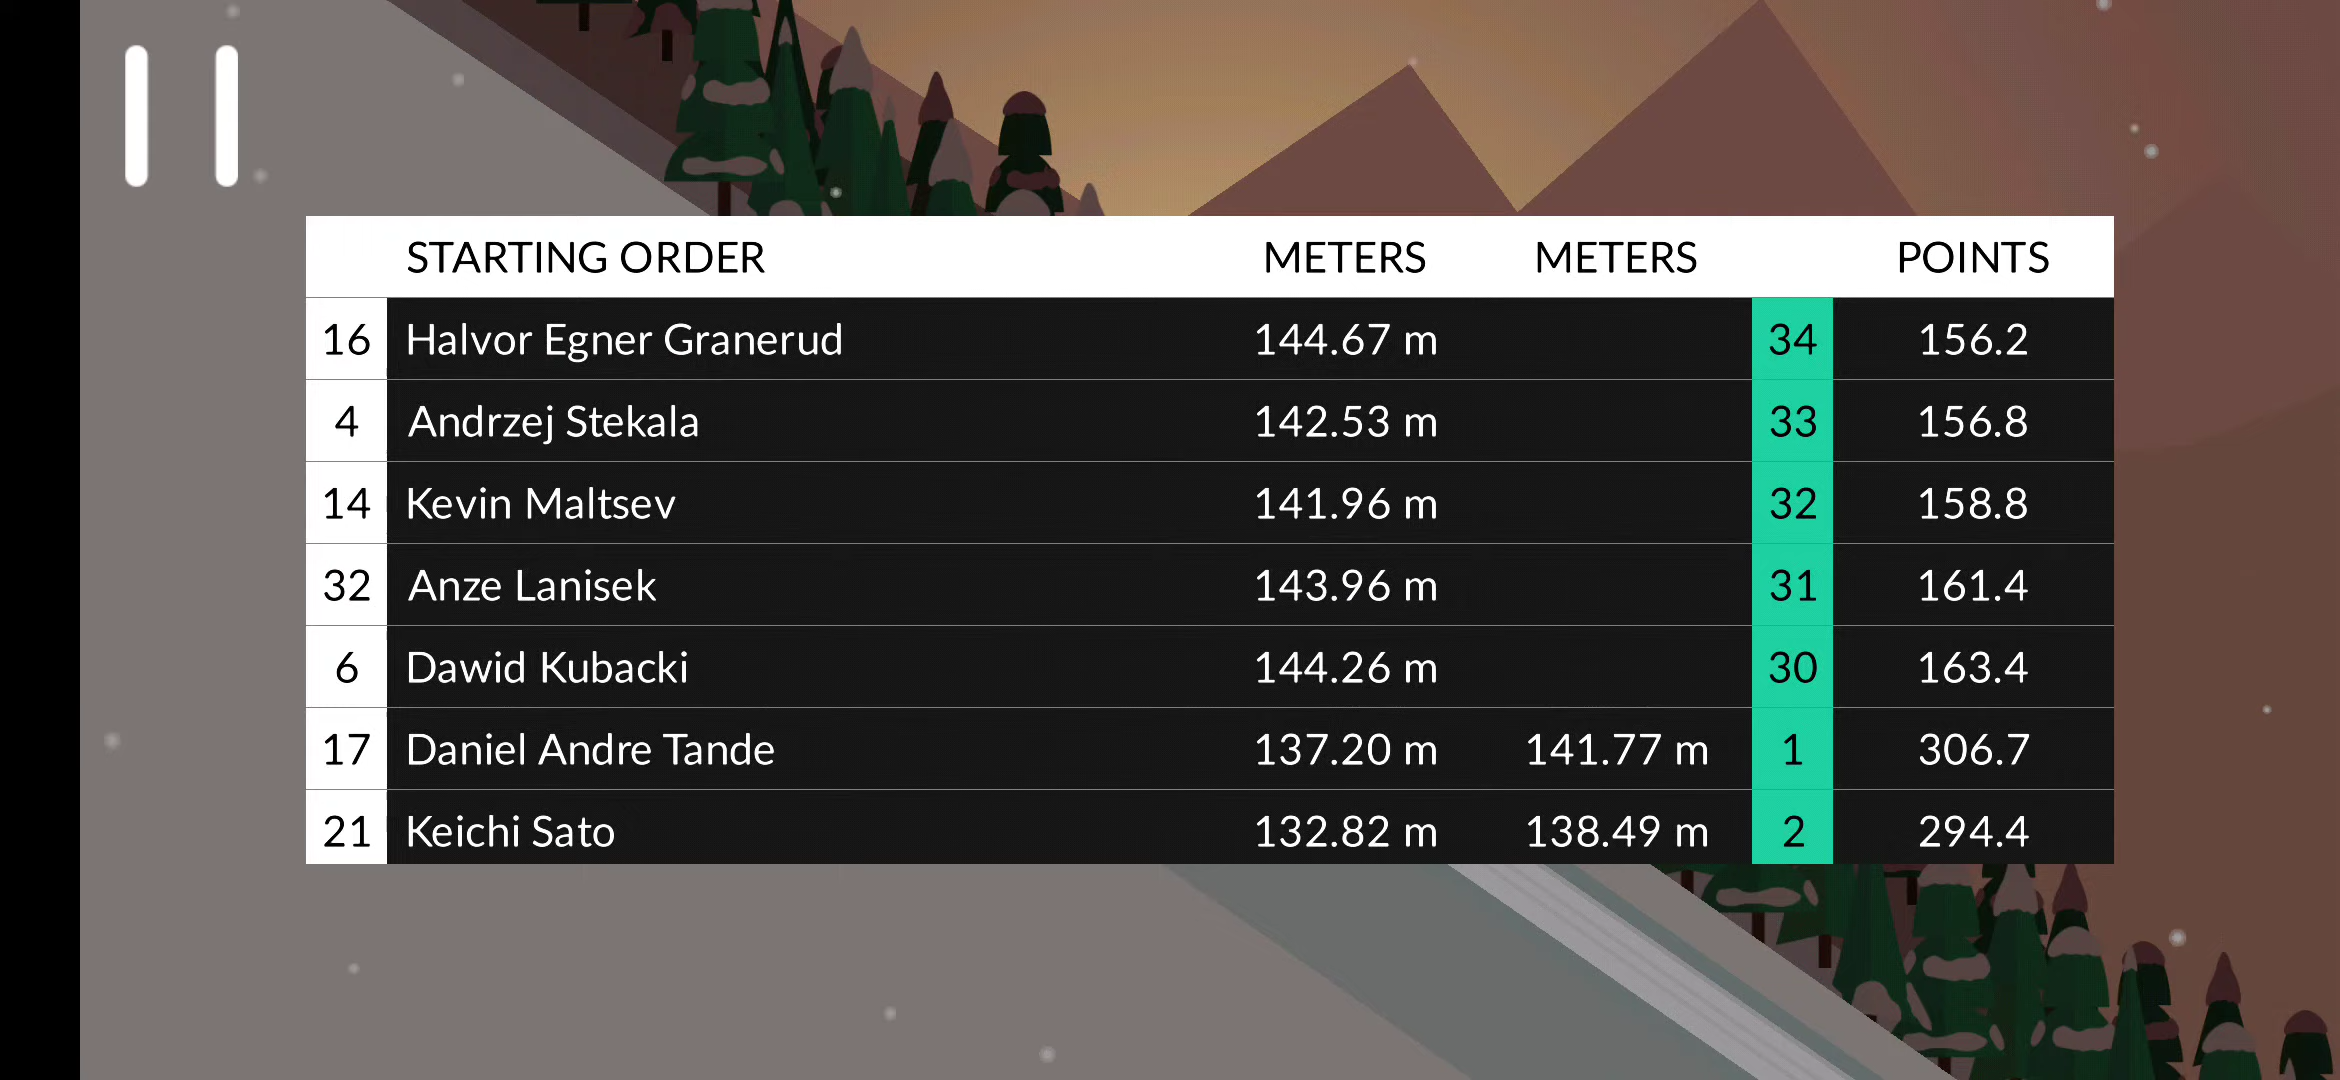 STARTING ORDER METERS METERS POINTS
16 Halvor Egner Granerud 144.67 m 34 156.2
4 Andrzej Stekala 142.53 m 33 156.8
14 Kevin Maltsev 141.96 m 32 158.8
32 Anze Lanisek 143.96 m 31 161.4
6 Dawid Kubacki 144.26 m 30 163.4
17 Daniel Andre Tande 137.20 m 141.77 m 1 306.7
21 Keichi Sato 132.82 m 138.49 m 2 294.4